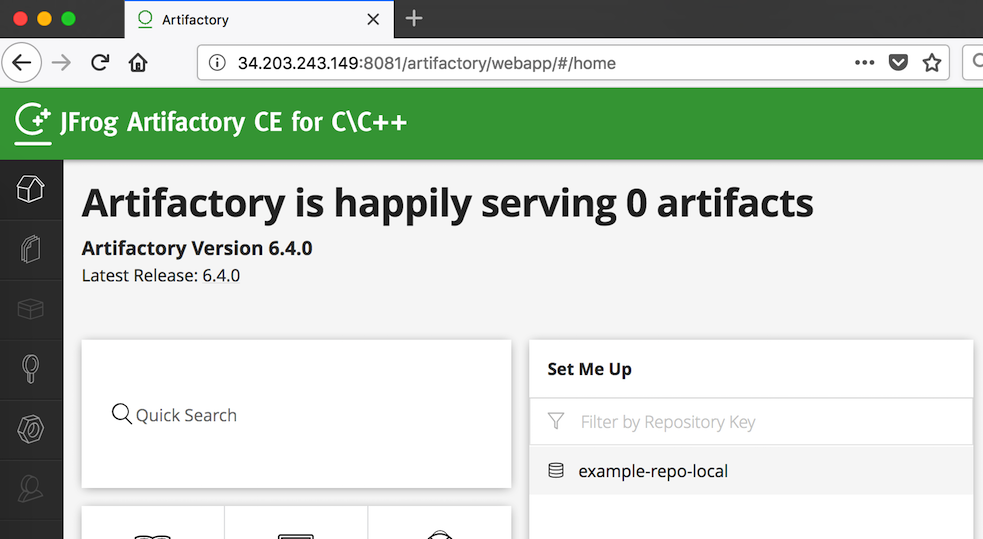 Artifactory
34.203.243.149:8081/artifactory/webapp/#/home
JFrog Artifactory CE for C\C++
Artifactory is happily serving 0 artifacts
Artifactory Version 6.4.0
Latest Release: 6.4.0
Quick Search
Set Me Up
Filter by Repository Key
example-repo-local